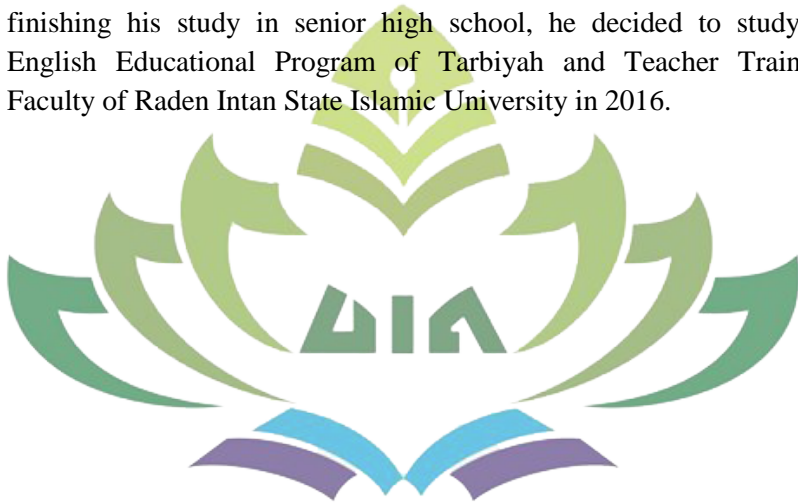 finishing his study in senior high school, he decided to study
English Educational Program of Tarbiyah and Teacher Train
Faculty of Raden Intan State Islamic University in 2016.
UIN